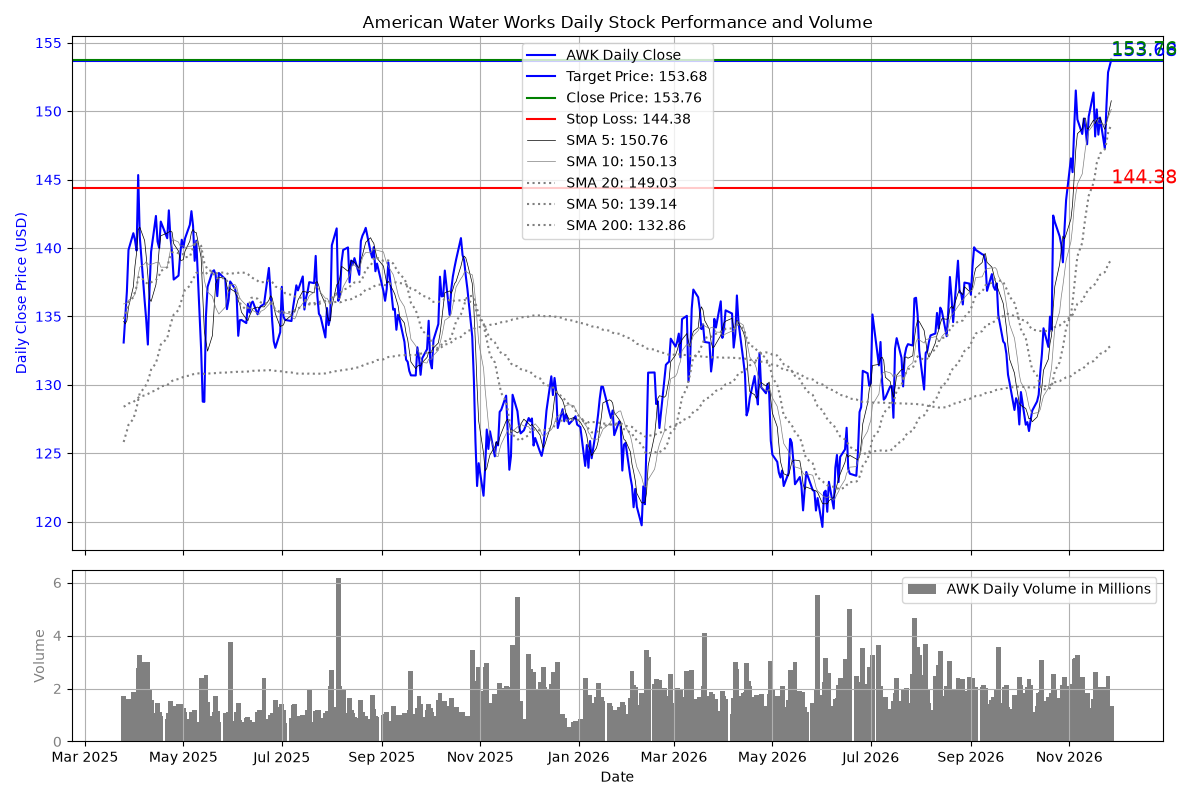 American Water Works Daily Stock Performance and Volume
155
150
145
140
135
130
125
120
Daily Close Price (USD)
AWK Daily Close
Target Price: 153.68
Close Price: 153.76
Stop Loss: 144.38
SMA 5: 150.76
SMA 10: 150.13
SMA 20: 149.03
SMA 50: 139.14
SMA 200: 132.86
153.68
153.76
144.38
6
4
2
0
Volume
AWK Daily Volume in Millions
Mar 2025 May 2025 Jul 2025 Sep 2025 Nov 2025 Jan 2026 Mar 2026 May 2026 Jul 2026 Sep 2026 Nov 2026
Date